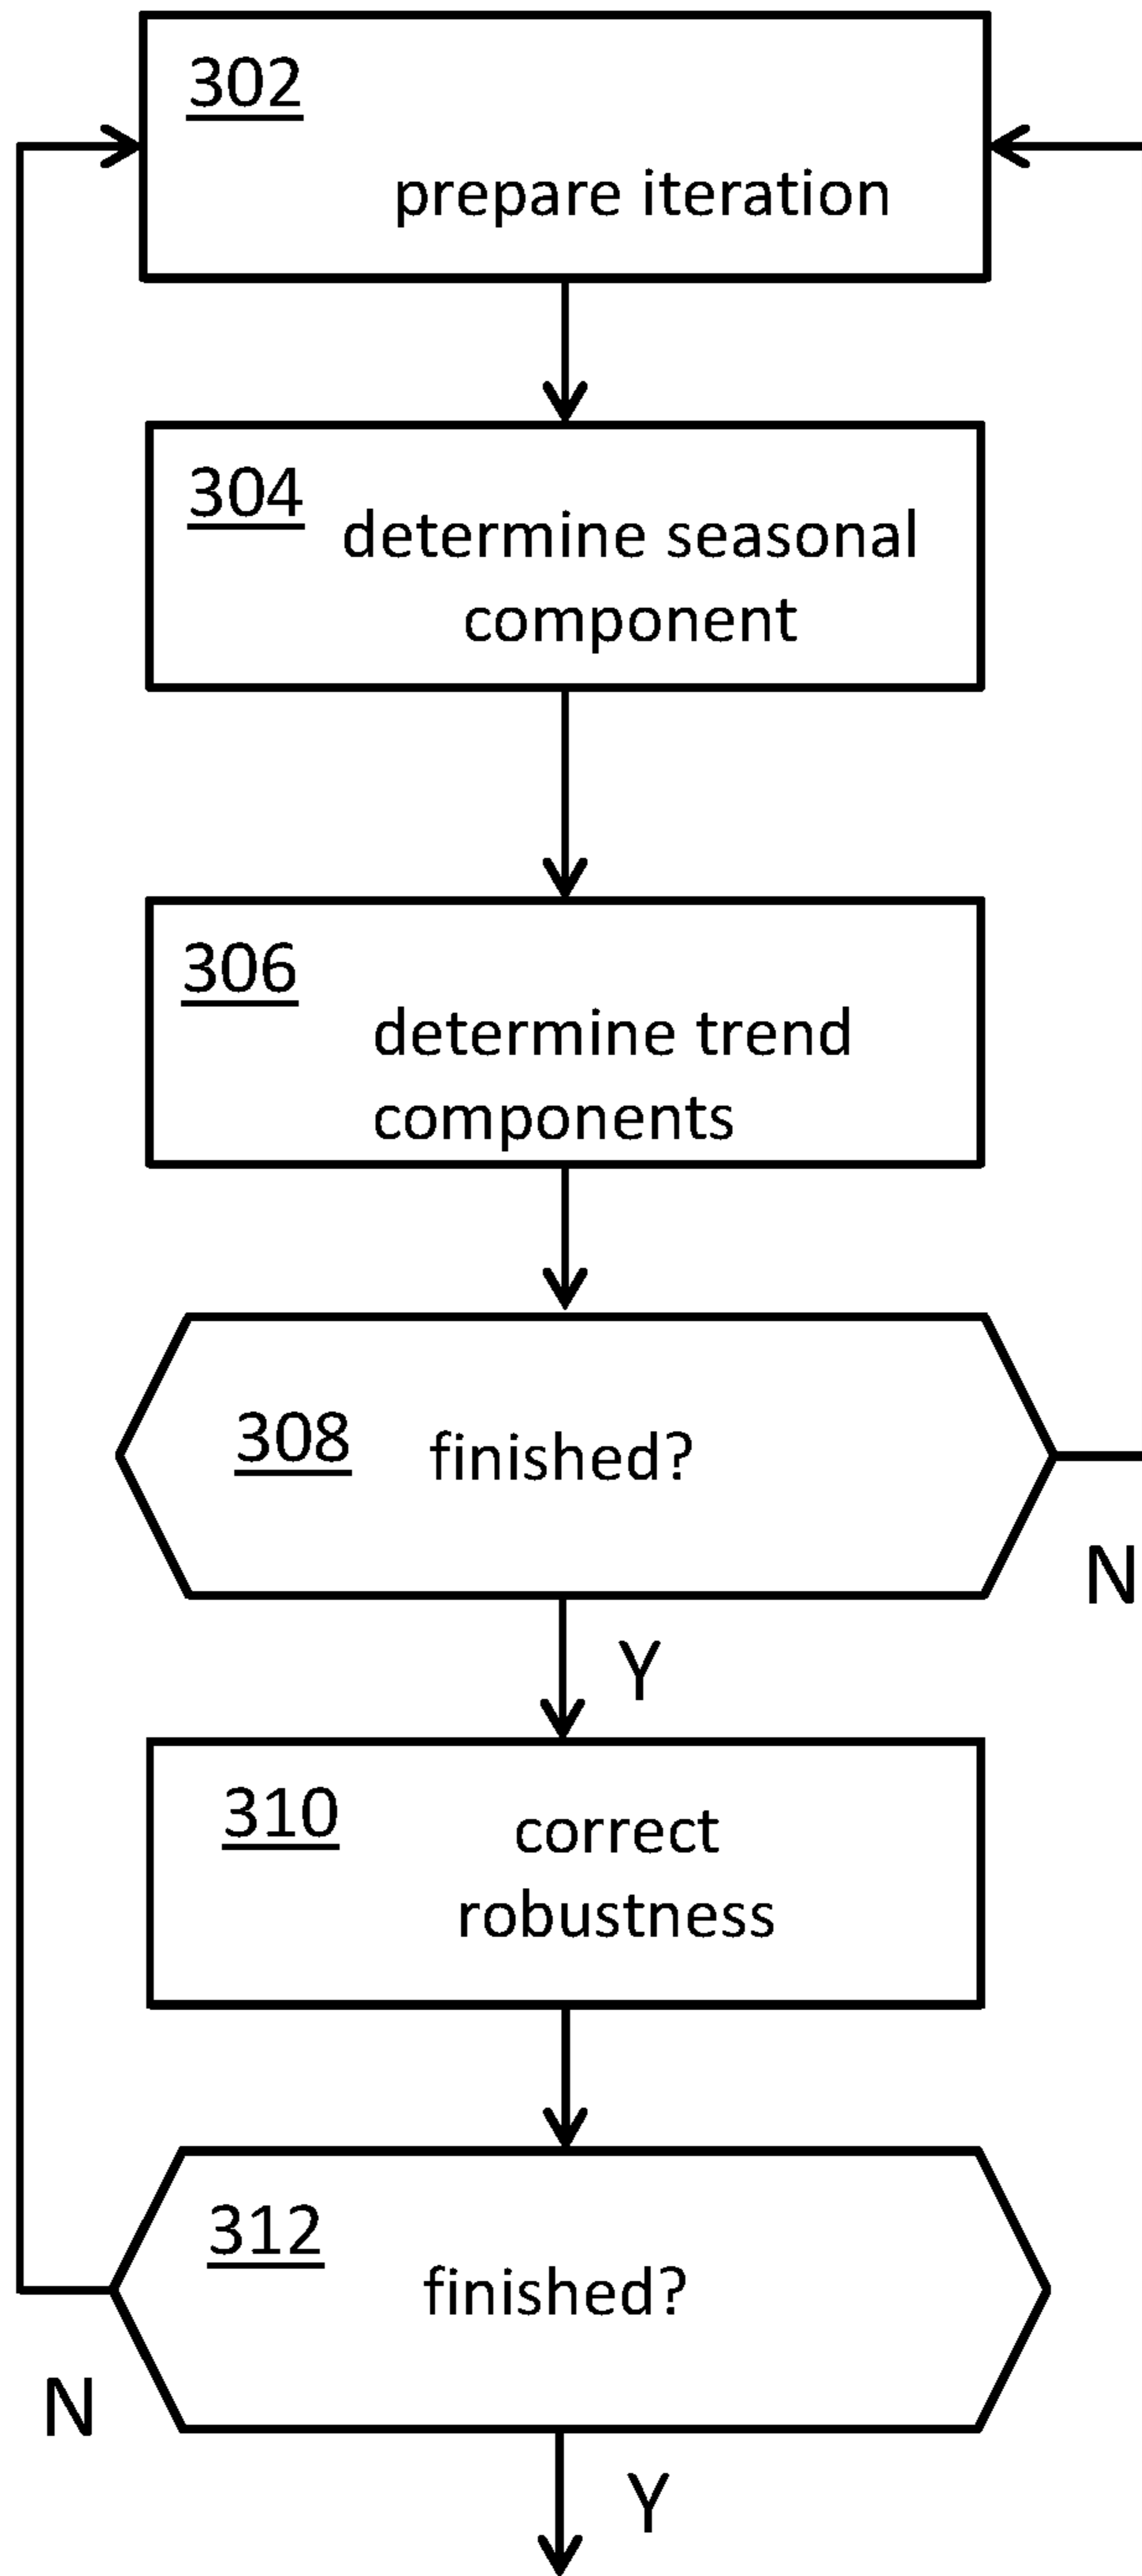 302
prepare iteration
304
determine seasonal
component
306
determine trend
components
308 finished?
N
Y
310 correct
robustness
312
finished?
N
Y